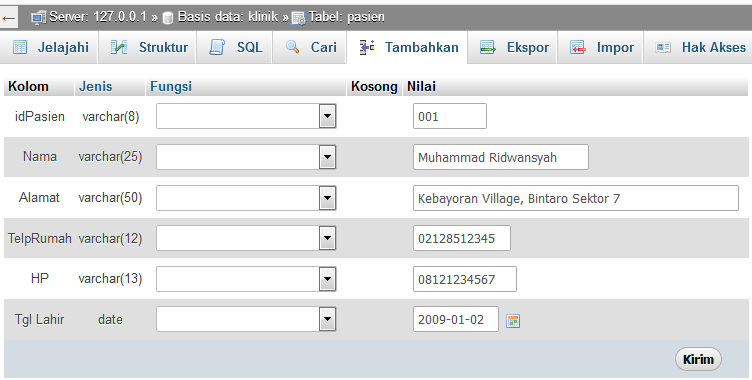 ← Server: 127.0.0.1 » Basis data: klinik » Tabel: pasien
Jelajahi Struktur SQL Cari Tambahkan Ekspor Impor Hak Akses
Kolom Jenis Fungsi Kosong Nilai
idPasien varchar(8) 001
Nama varchar(25) Muhammad Ridwansyah
Alamat varchar(50) Kebayoran Village, Bintaro Sektor 7
TelpRumah varchar(12) 02128512345
HP varchar(13) 08121234567
Tgl Lahir date 2009-01-02
Kirim